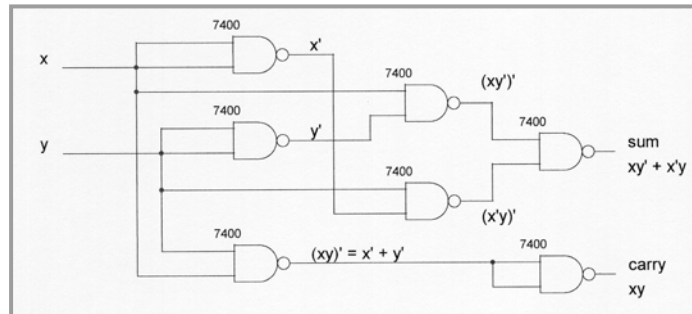 7400
x
x'
7400
(xy')'
7400
7400
y
y'
sum
xy' + x'y
7400
(x'y)'
7400
(xy)' = x' + y'
7400
carry
xy